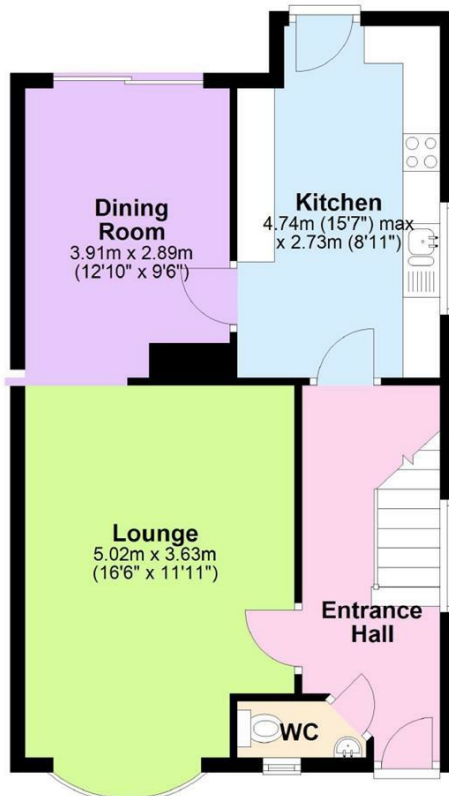 Dining
Room
3.91m x 2.89m
(12'10" x 9'6")
Kitchen
4.74m (15'7") max
x 2.73m (8'11")
Lounge
5.02m x 3.63m
(16'6" x 11'11")
Entrance
Hall
WC